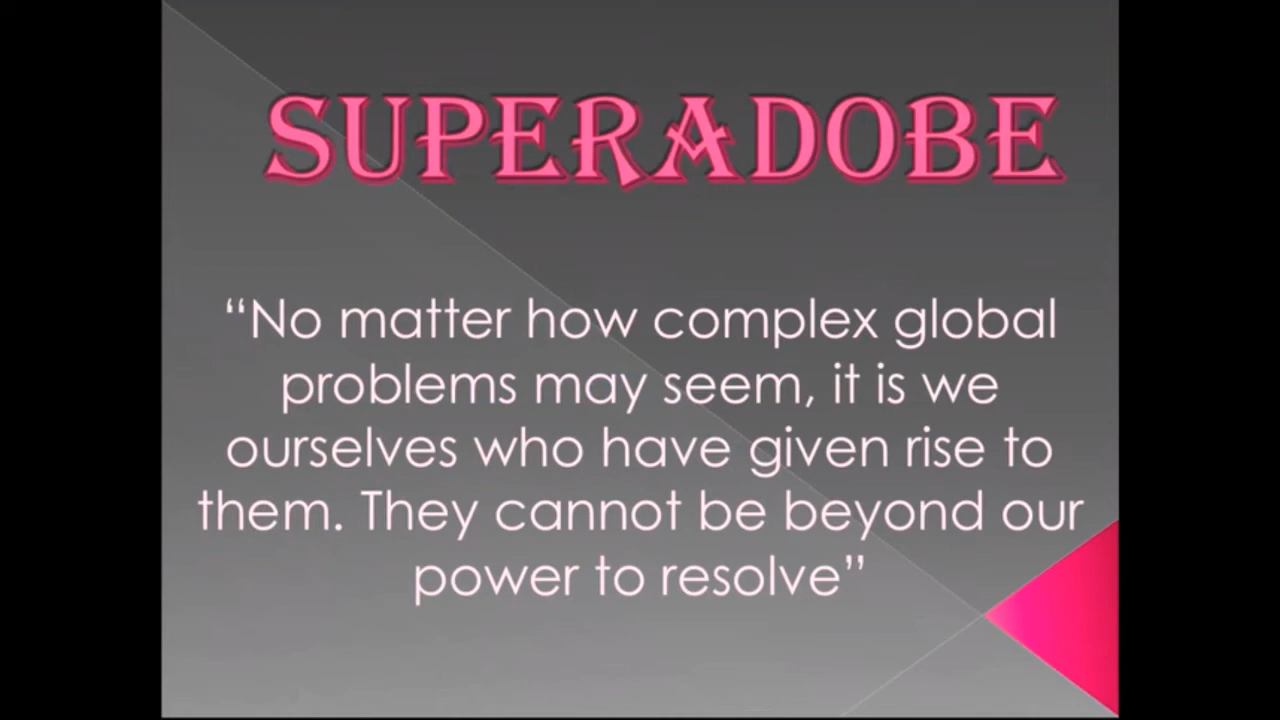 SUPERADOBE
“No matter how complex global
problems may seem, it is we
ourselves who have given rise to
them. They cannot be beyond our
power to resolve”